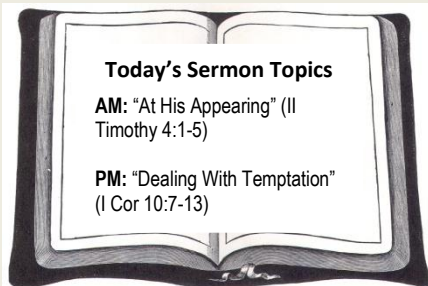 Today’s Sermon Topics
AM: “At His Appearing” (II
Timothy 4:1-5)
PM: “Dealing With Temptation”
(I Cor 10:7-13)